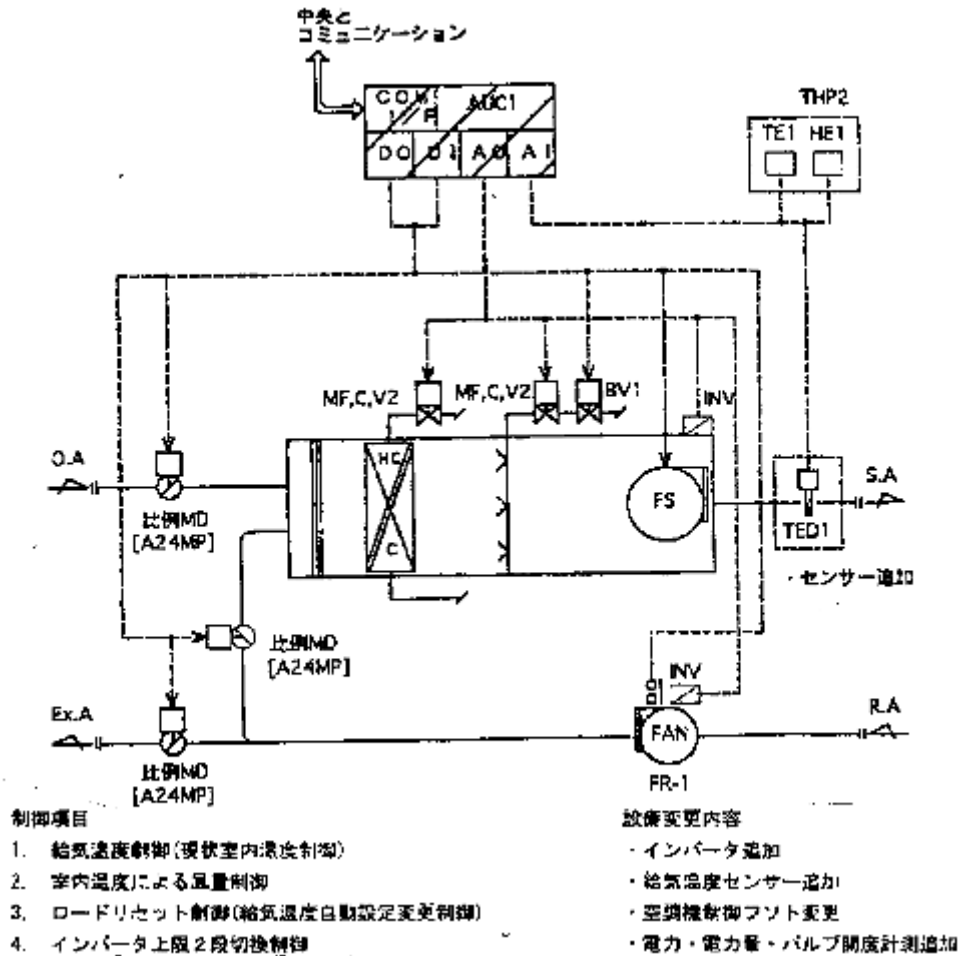 中央と
コミュニケーション
COM
I/F
AUC1
DO
DI
AO
AI
THP2
TE1
HE1
MF,C,V2
MF,C,V2
BV1
INV
O.A
HC
C
FS
S.A
TED1
・センサー追加
比例MD
[A24MP]
比例MD
[A24MP]
INV
Ex.A
FAN
R.A
FR-1
比例MD
[A24MP]
制御項目
1. 給気温度制御(現状室内温度制御)
2. 室内温度による風量制御
3. ロードリセット制御(給気温度自動設定変更制御)
4. インバータ上限2段切換制御
設備変更内容
・インバータ追加
・給気温度センサー追加
・空調機制御ソフト変更
・電力・電力量・バルブ開度計測追加